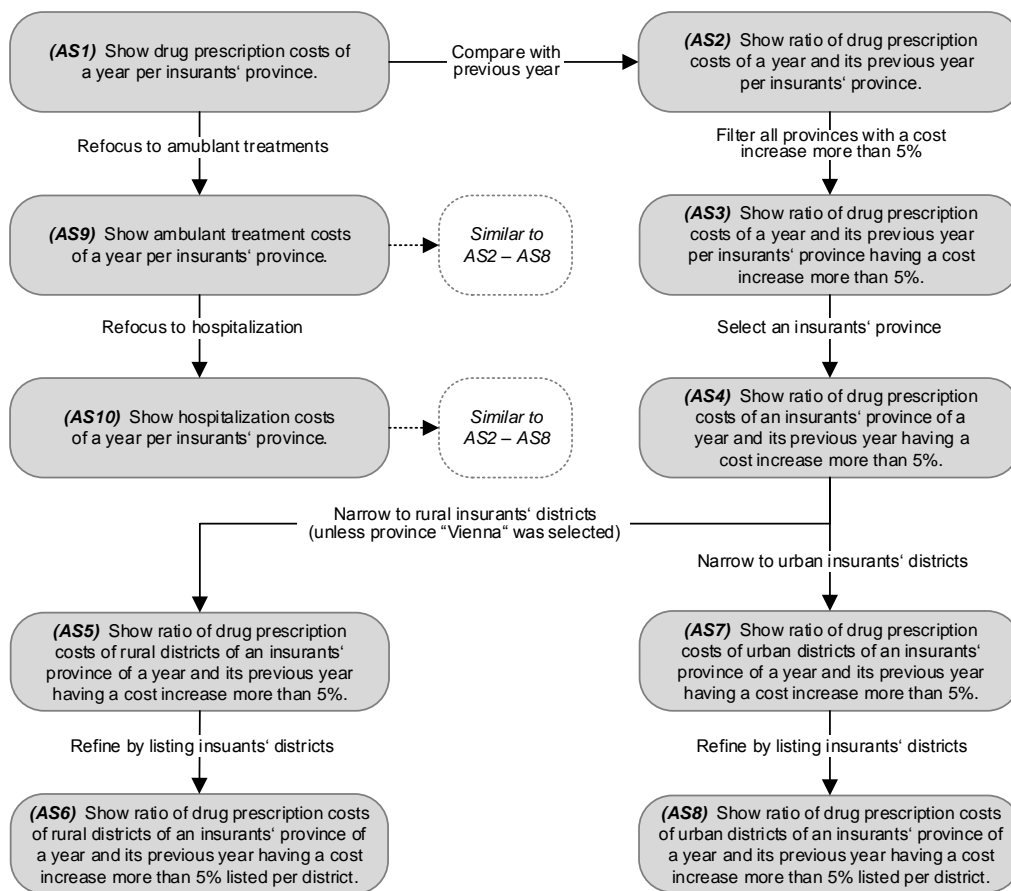 (AS1) Show drug prescription costs of
a year per insurants‘ province.
Compare with
previous year
(AS2) Show ratio of drug prescription
costs of a year and its previous year
per insurants‘ province.
Refocus to amublant treatments
Filter all provinces with a cost
increase more than 5%
(AS9) Show ambulant treatment costs
of a year per insurants‘ province.
Similar to
AS2 – AS8
(AS3) Show ratio of drug prescription
costs of a year and its previous year
per insurants‘ province having a cost
increase more than 5%.
Refocus to hospitalization
Select an insurants‘ province
(AS10) Show hospitalization costs
of a year per insurants‘ province.
Similar to
AS2 – AS8
(AS4) Show ratio of drug prescription
costs of an insurants‘ province of a
year and its previous year having a
cost increase more than 5%.
Narrow to rural insurants‘ districts
(unless province “Vienna“ was selected)
Narrow to urban insurants‘ districts
(AS5) Show ratio of drug prescription
costs of rural districts of an insurants‘
province of a year and its previous year
having a cost increase more than 5%.
(AS7) Show ratio of drug prescription
costs of urban districts of an insurants‘
province of a year and its previous year
having a cost increase more than 5%.
Refine by listing insuants‘ districts
Refine by listing insurants‘ districts
(AS6) Show ratio of drug prescription costs
of rural districts of an insurants‘ province of
a year and its previous year having a cost
increase more than 5% listed per district.
(AS8) Show ratio of drug prescription costs
of urban districts of an insurants‘ province of
a year and its previous year having a cost
increase more than 5% listed per district.